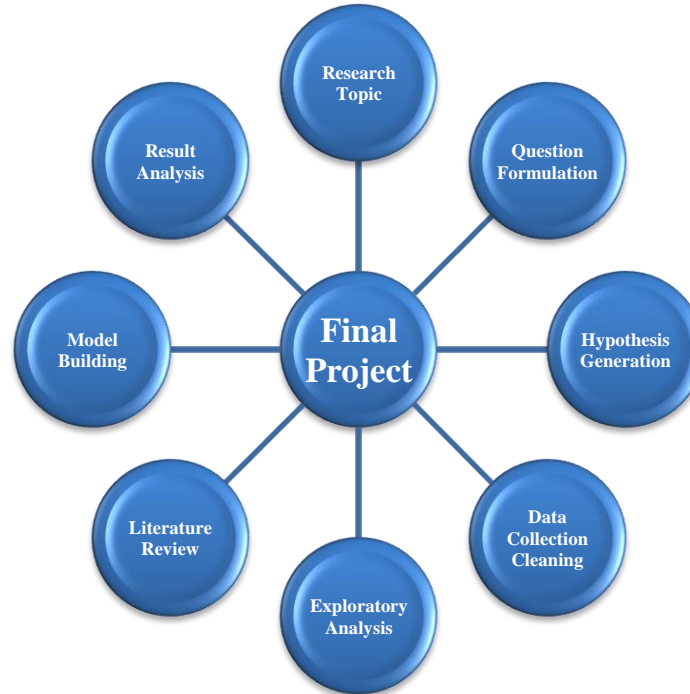 Research
Topic
Question
Formulation
Hypothesis
Generation
Data
Collection
Cleaning
Exploratory
Analysis
Literature
Review
Model
Building
Result
Analysis
Final
Project